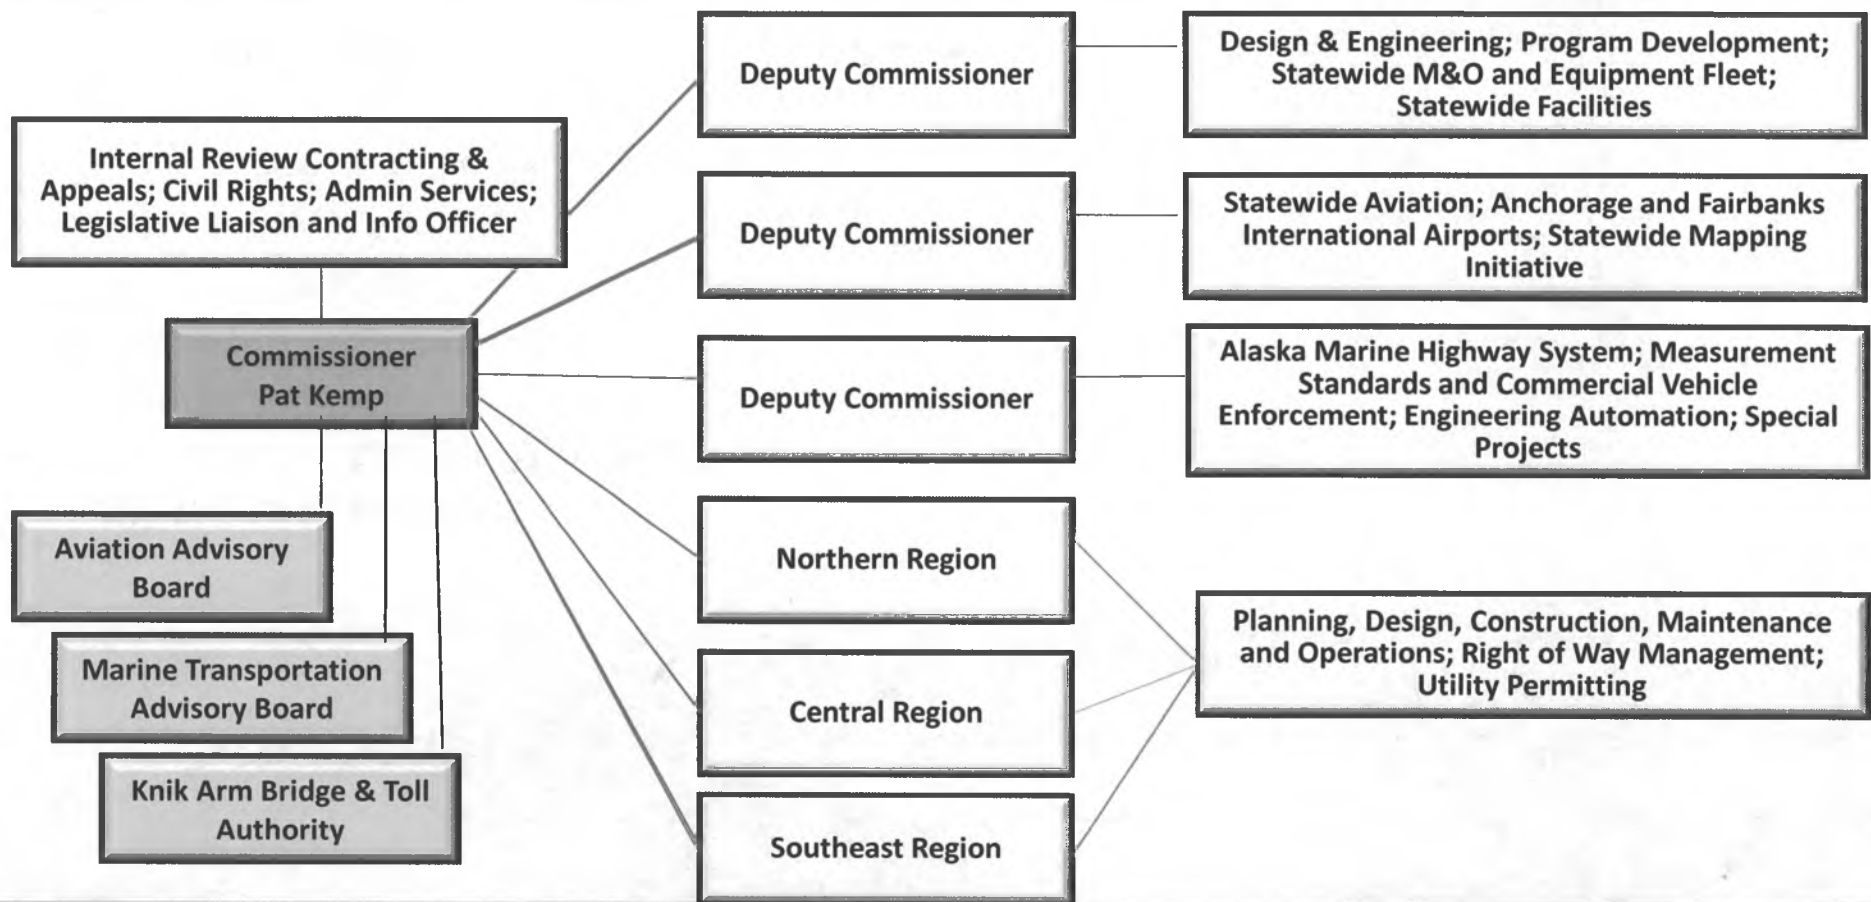 Internal Review Contracting &
Appeals; Civil Rights; Admin Services;
Legislative Liaison and Info Officer
Commissioner
Pat Kemp
Aviation Advisory
Board
Marine Transportation
Advisory Board
Knik Arm Bridge & Toll
Authority
Deputy Commissioner
Design & Engineering; Program Development;
Statewide M&O and Equipment Fleet;
Statewide Facilities
Deputy Commissioner
Statewide Aviation; Anchorage and Fairbanks
International Airports; Statewide Mapping
Initiative
Deputy Commissioner
Alaska Marine Highway System; Measurement
Standards and Commercial Vehicle
Enforcement; Engineering Automation; Special
Projects
Northern Region
Central Region
Southeast Region
Planning, Design, Construction, Maintenance
and Operations; Right of Way Management;
Utility Permitting